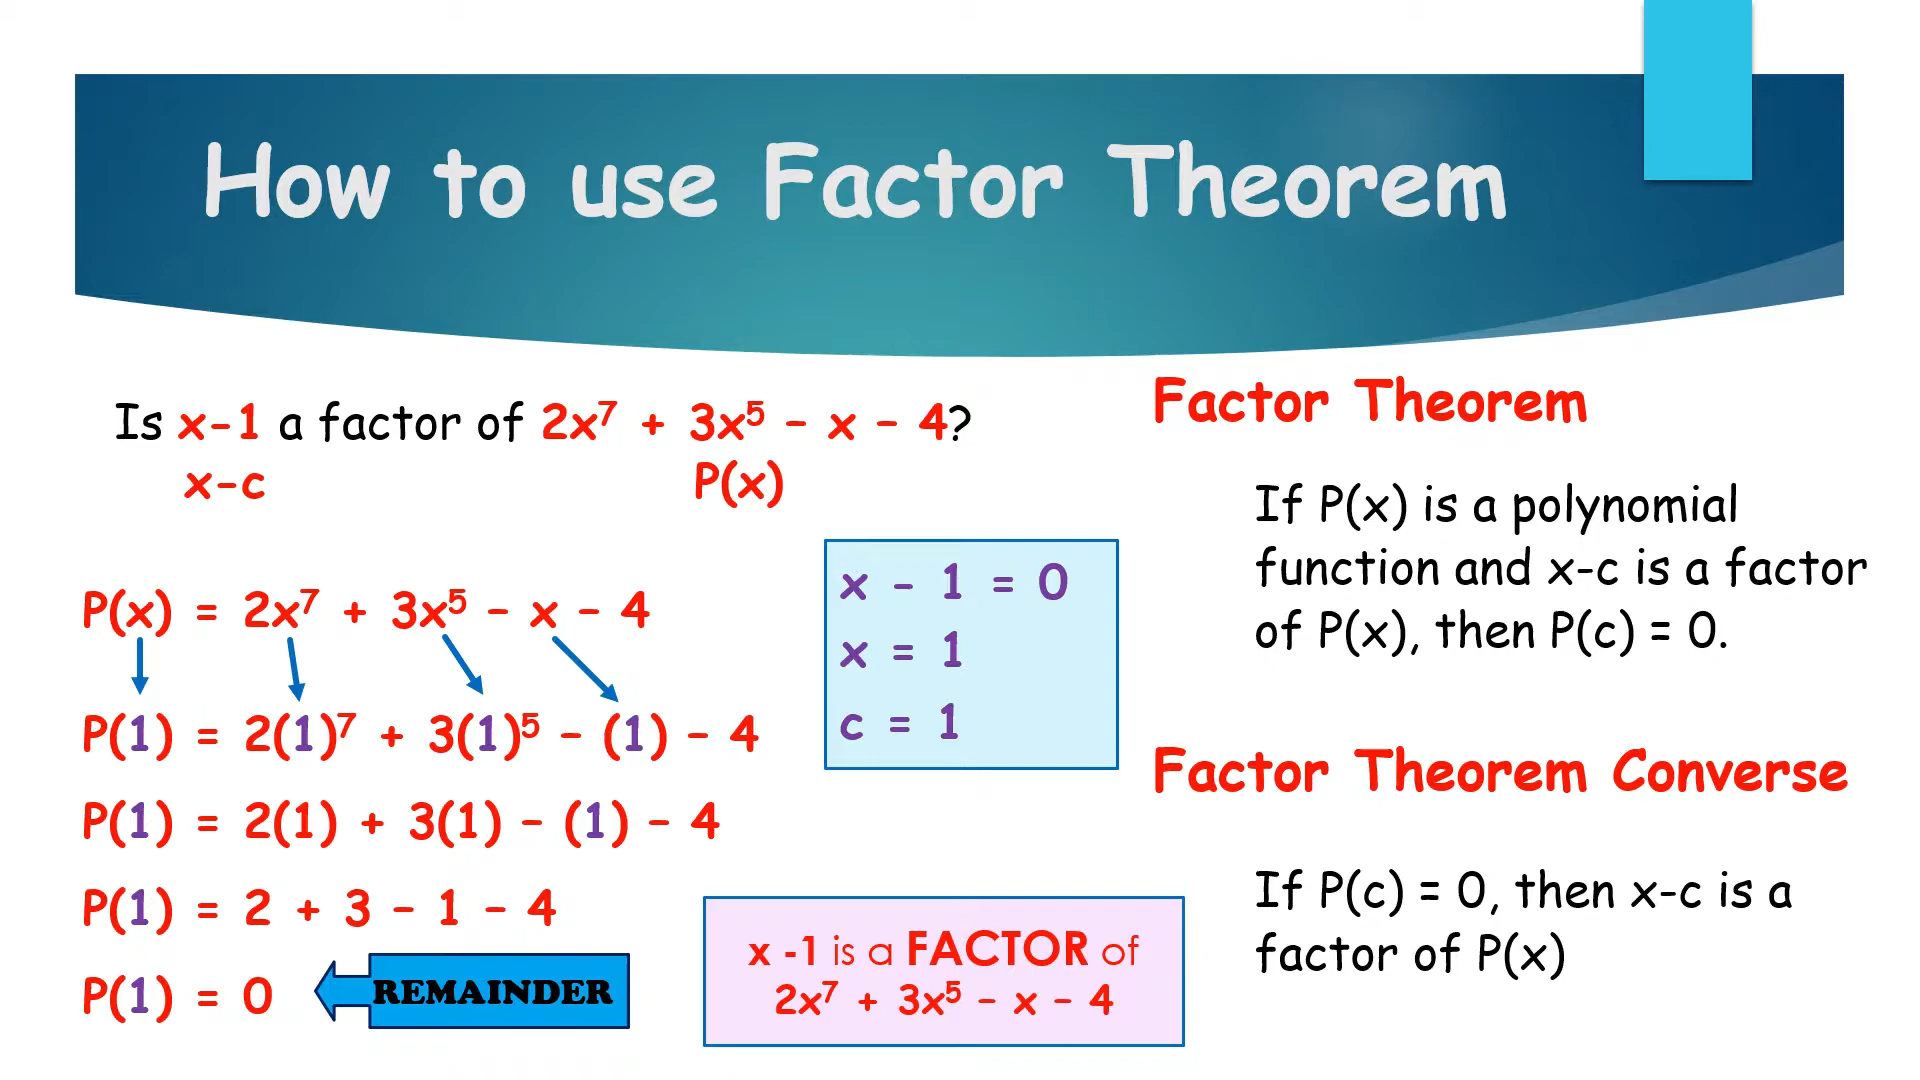 How to use Factor Theorem
Is x-1 a factor of 2x⁷ + 3x⁵ – x – 4?
x-c P(x)
P(x) = 2x⁷ + 3x⁵ – x – 4
P(1) = 2(1)⁷ + 3(1)⁵ – (1) – 4
P(1) = 2(1) + 3(1) – (1) – 4
P(1) = 2 + 3 – 1 – 4
P(1) = 0
REMAINDER
x - 1 = 0
x = 1
c = 1
x -1 is a FACTOR of
2x⁷ + 3x⁵ – x – 4
Factor Theorem
If P(x) is a polynomial
function and x-c is a factor
of P(x), then P(c) = 0.
Factor Theorem Converse
If P(c) = 0, then x-c is a
factor of P(x)